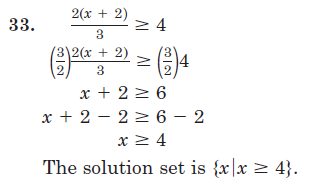 33. 2(x + 2)/3 ≥ 4
(3/2)2(x + 2)/3 ≥ (3/2)4
x + 2 ≥ 6
x + 2 − 2 ≥ 6 − 2
x ≥ 4
The solution set is {x|x ≥ 4}.